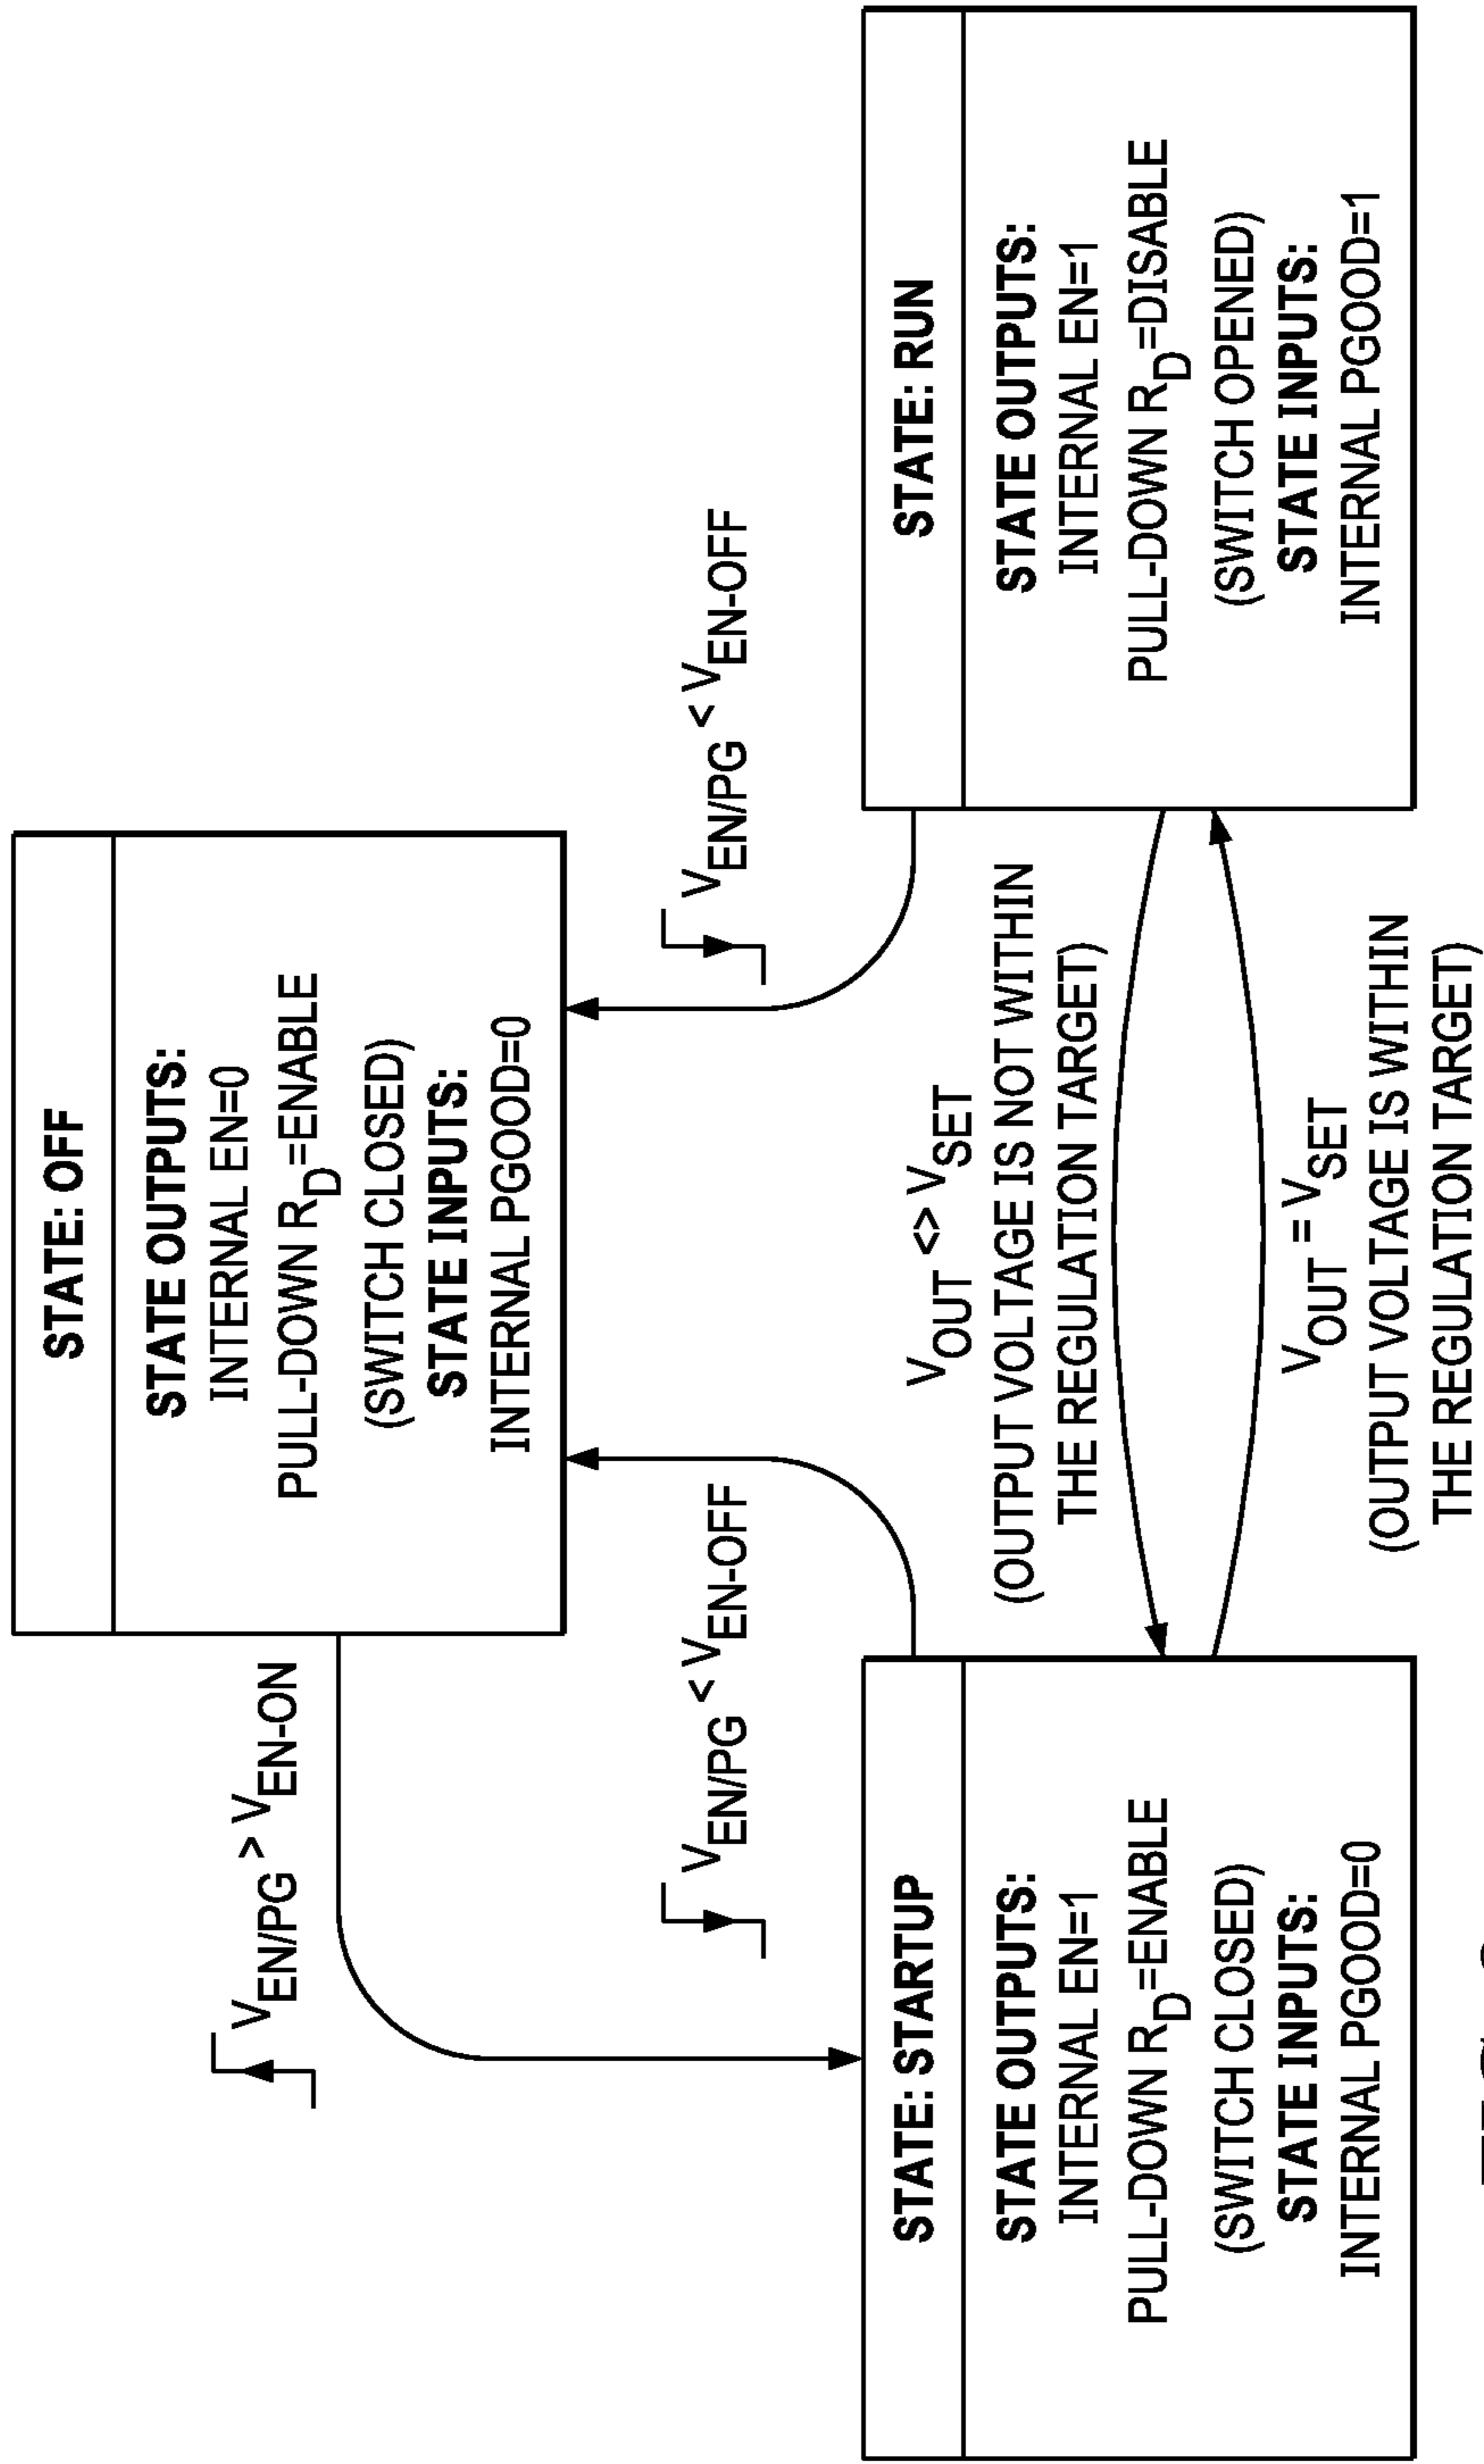 STATE: OFF
STATE OUTPUTS:
INTERNAL EN=0
PULL-DOWN RD=ENABLE
(SWITCH CLOSED)
STATE INPUTS:
INTERNAL PGOOD=0
VEN/PG > VEN-ON
VEN/PG < VEN-OFF
VEN/PG < VEN-OFF
STATE: STARTUP
STATE OUTPUTS:
INTERNAL EN=1
PULL-DOWN RD=ENABLE
(SWITCH CLOSED)
STATE INPUTS:
INTERNAL PGOOD=0
VOUT <> VSET
(OUTPUT VOLTAGE IS NOT WITHIN
THE REGULATION TARGET)
VOUT = VSET
(OUTPUT VOLTAGE IS WITHIN
THE REGULATION TARGET)
STATE: RUN
STATE OUTPUTS:
INTERNAL EN=1
PULL-DOWN RD=DISABLE
(SWITCH OPENED)
STATE INPUTS:
INTERNAL PGOOD=1